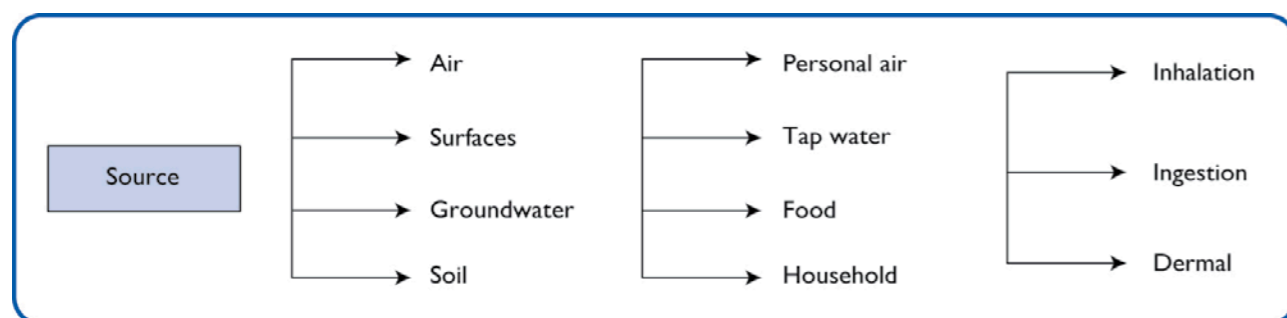 Source
Air
Surfaces
Groundwater
Soil
Personal air
Tap water
Food
Household
Inhalation
Ingestion
Dermal